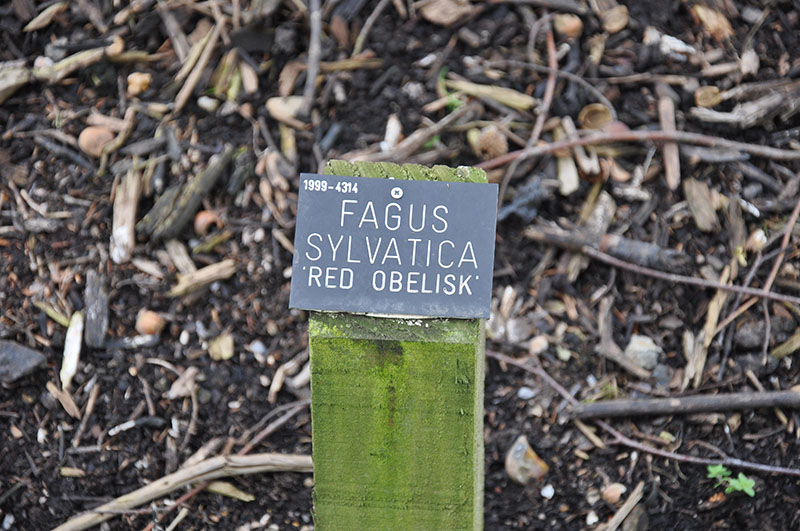 1999-4314
FAGUS
SYLVATICA
'RED OBELISK'